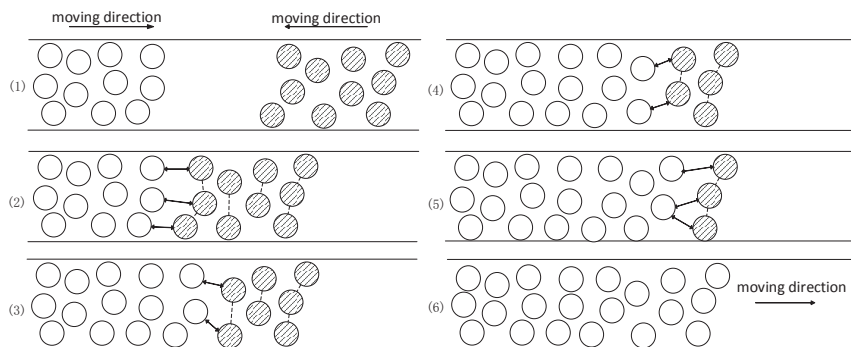 moving direction
moving direction
(1)
(2)
(3)
(4)
(5)
(6)
moving direction